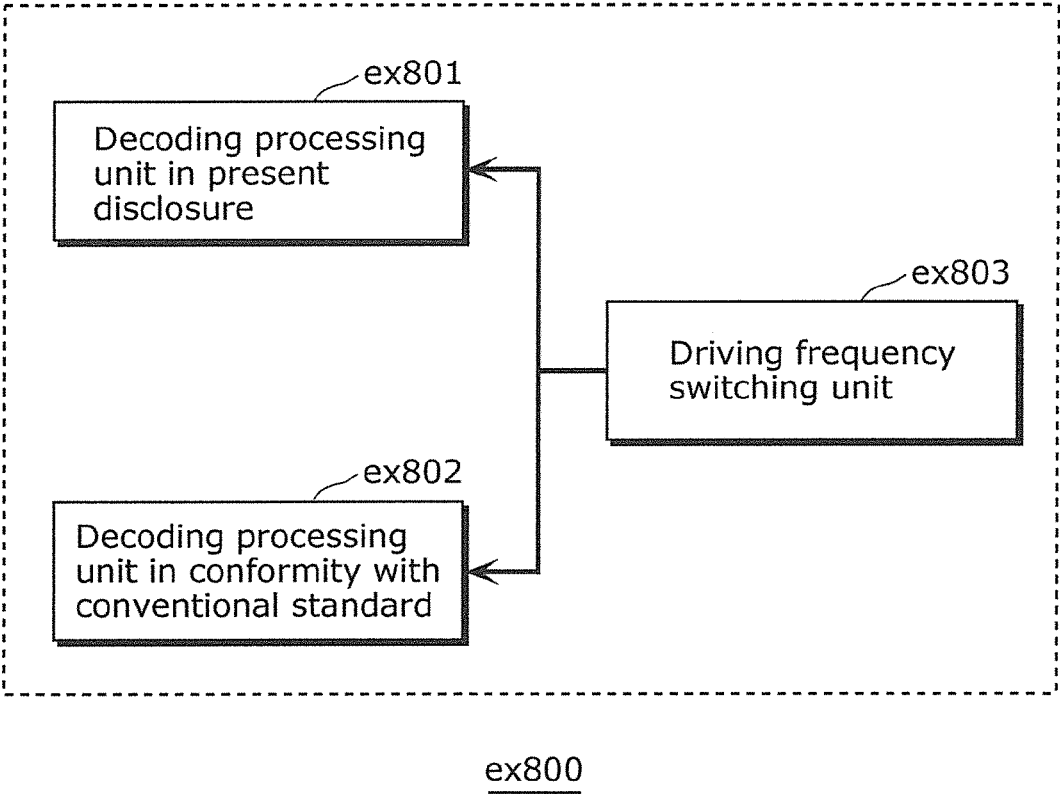 ex801
Decoding processing
unit in present
disclosure
ex803
Driving frequency
switching unit
ex802
Decoding processing
unit in conformity with
conventional standard
ex800